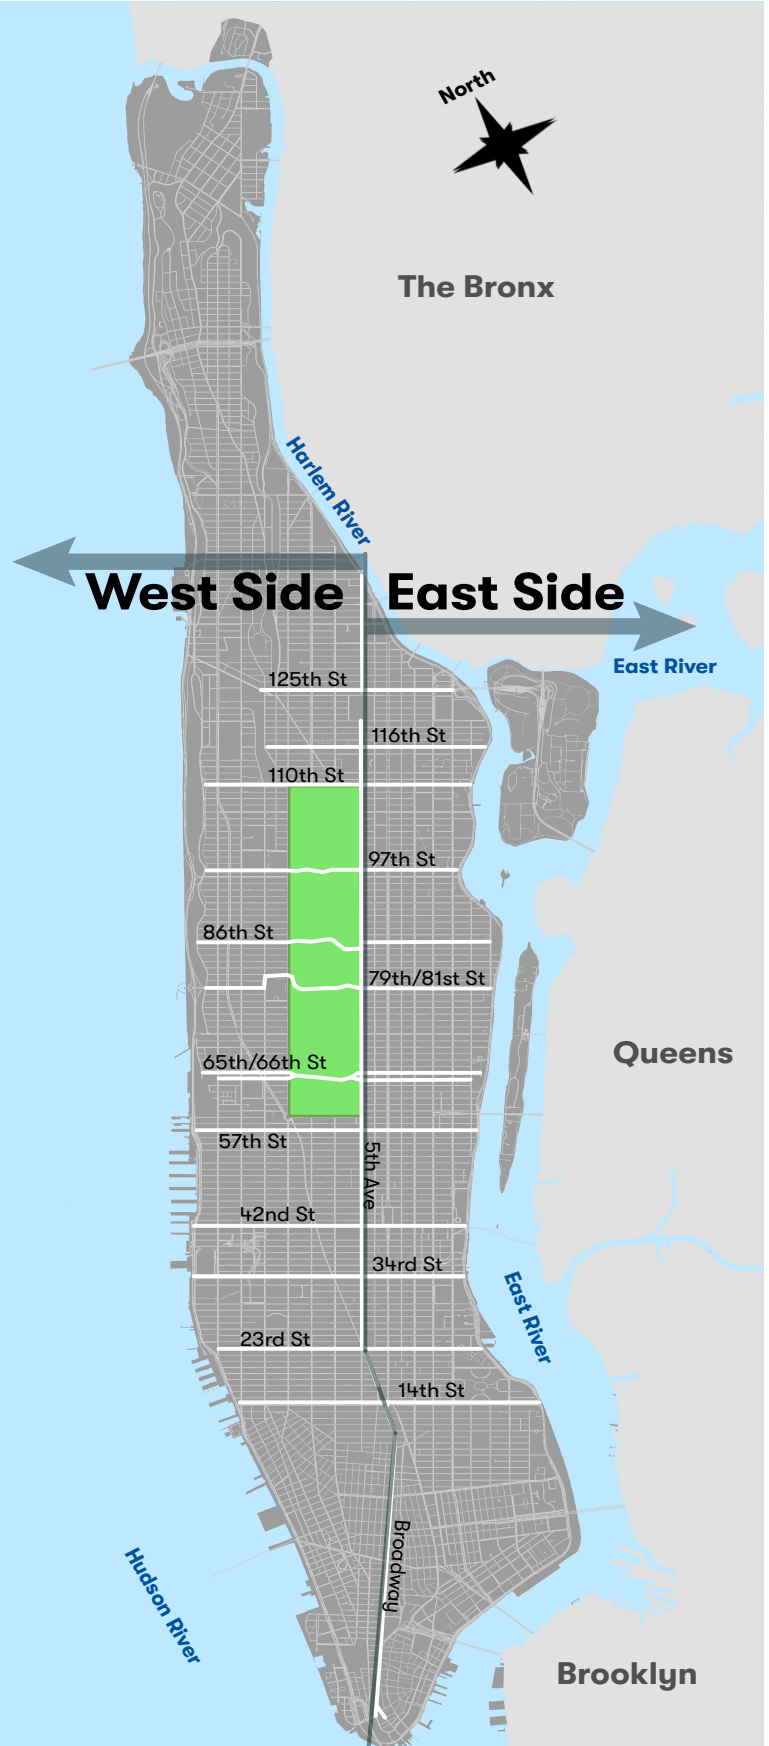 North
The Bronx
Harlem River
West Side
East Side
East River
125th St
116th St
110th St
97th St
86th St
79th/81st St
Queens
65th/66th St
57th St
5th Ave
42nd St
34rd St
East River
23rd St
14th St
Broadway
Hudson River
Brooklyn